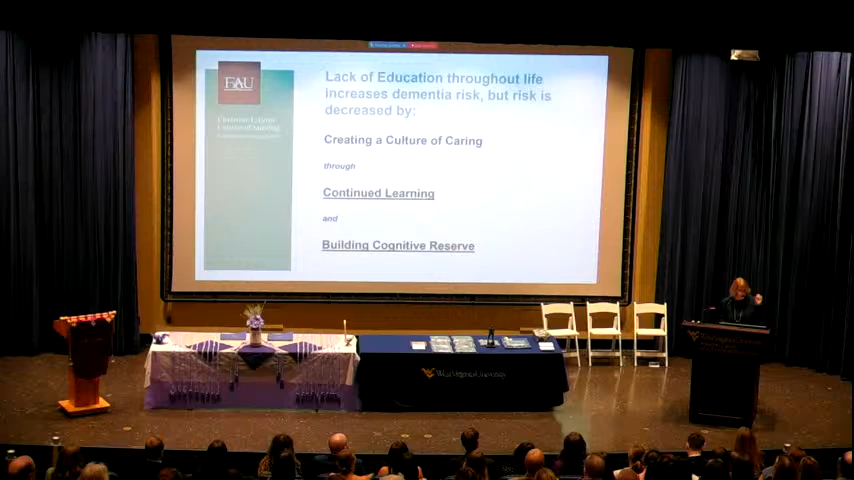 FAU
Lack of Education throughout life
increases dementia risk, but risk is
decreased by:
Creating a Culture of Caring
through
Continued Learning
and
Building Cognitive Reserve
West Virginia University